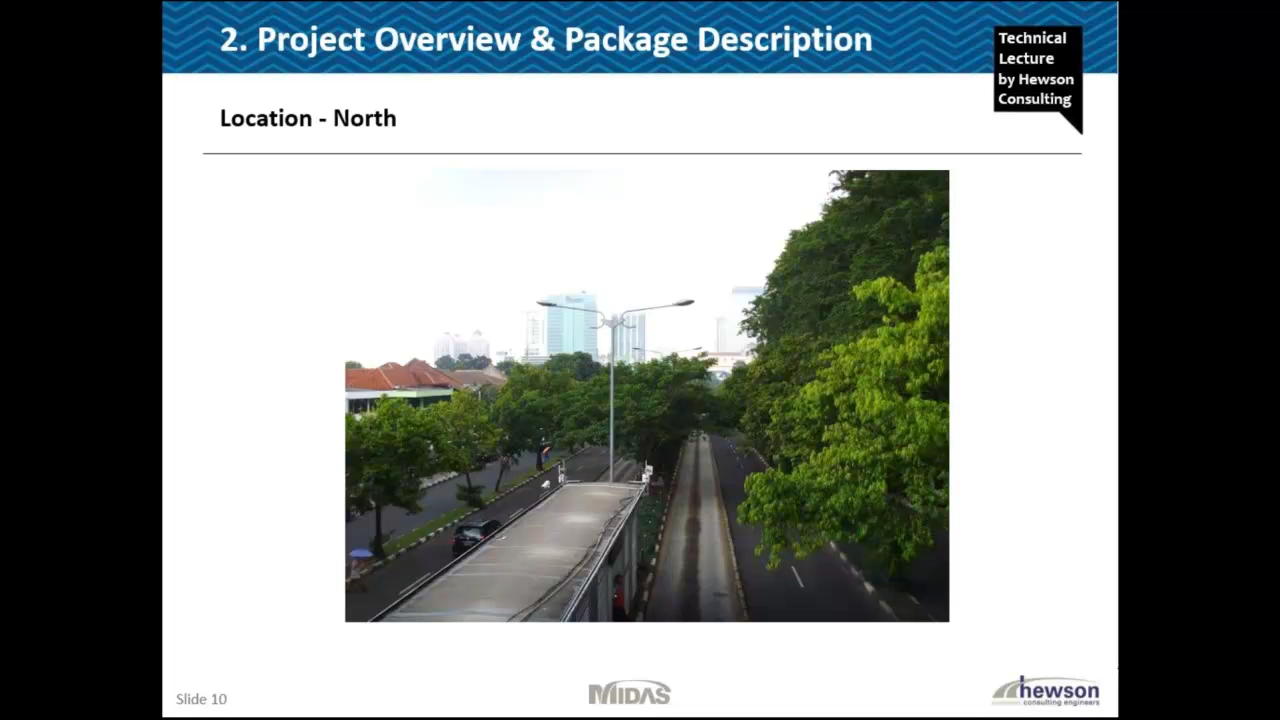 2. Project Overview & Package Description
Technical
Lecture
by Hewson
Consulting
Location - North
Slide 10
MIDAS
hewson
consulting engineers